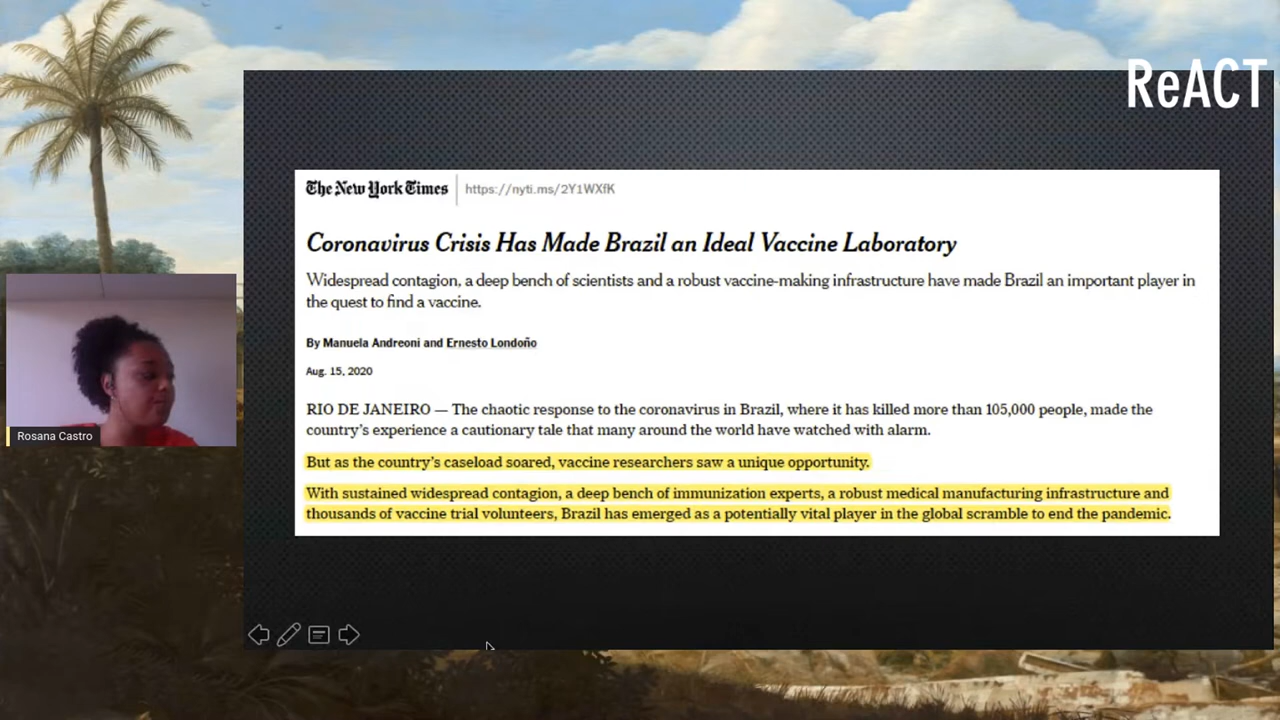 ReACT
The New York Times
https://nyti.ms/2Y1WXfK
Coronavirus Crisis Has Made Brazil an Ideal Vaccine Laboratory
Widespread contagion, a deep bench of scientists and a robust vaccine-making infrastructure have made Brazil an important player in
the quest to find a vaccine.
By Manuela Andreoni and Ernesto Londoño
Aug. 15, 2020
RIO DE JANEIRO — The chaotic response to the coronavirus in Brazil, where it has killed more than 105,000 people, made the
country’s experience a cautionary tale that many around the world have watched with alarm.
But as the country’s caseload soared, vaccine researchers saw a unique opportunity.
With sustained widespread contagion, a deep bench of immunization experts, a robust medical manufacturing infrastructure and
thousands of vaccine trial volunteers, Brazil has emerged as a potentially vital player in the global scramble to end the pandemic.
Rosana Castro